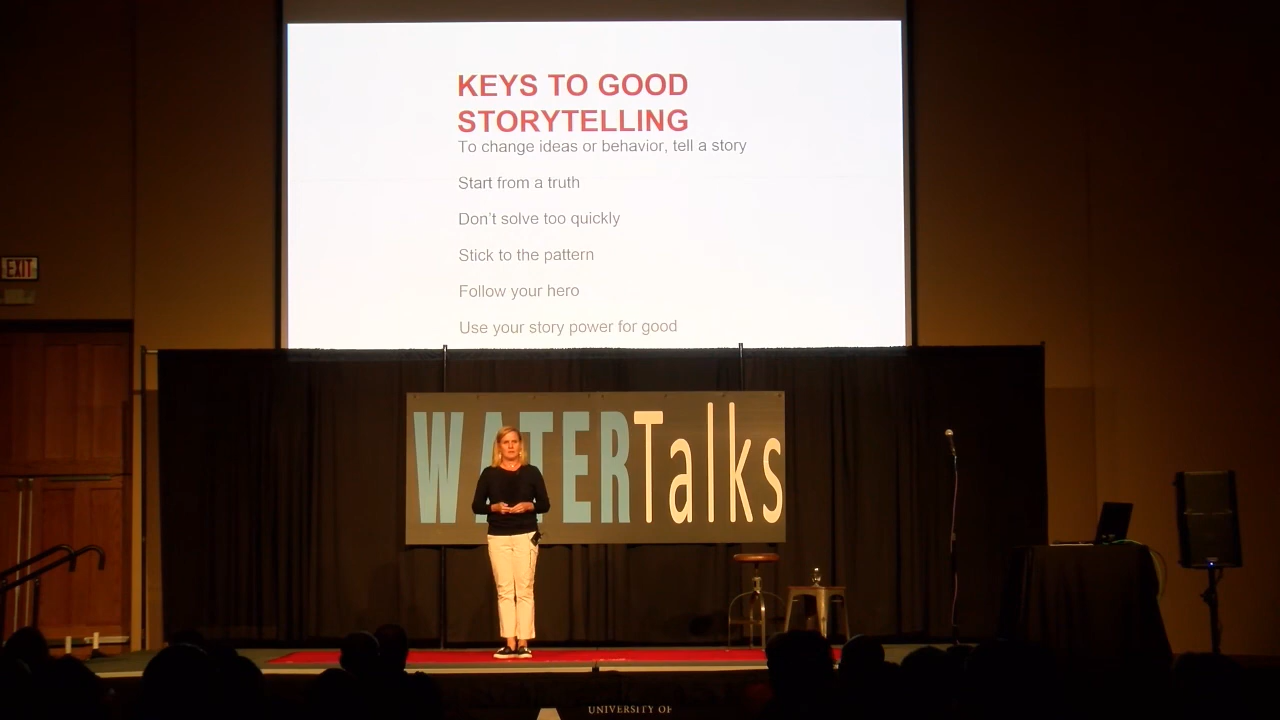 KEYS TO GOOD
STORYTELLING
To change ideas or behavior, tell a story
Start from a truth
Don't solve too quickly
Stick to the pattern
Follow your hero
Use your story power for good
EXIT
WATERTalks
UNIVERSITY OF